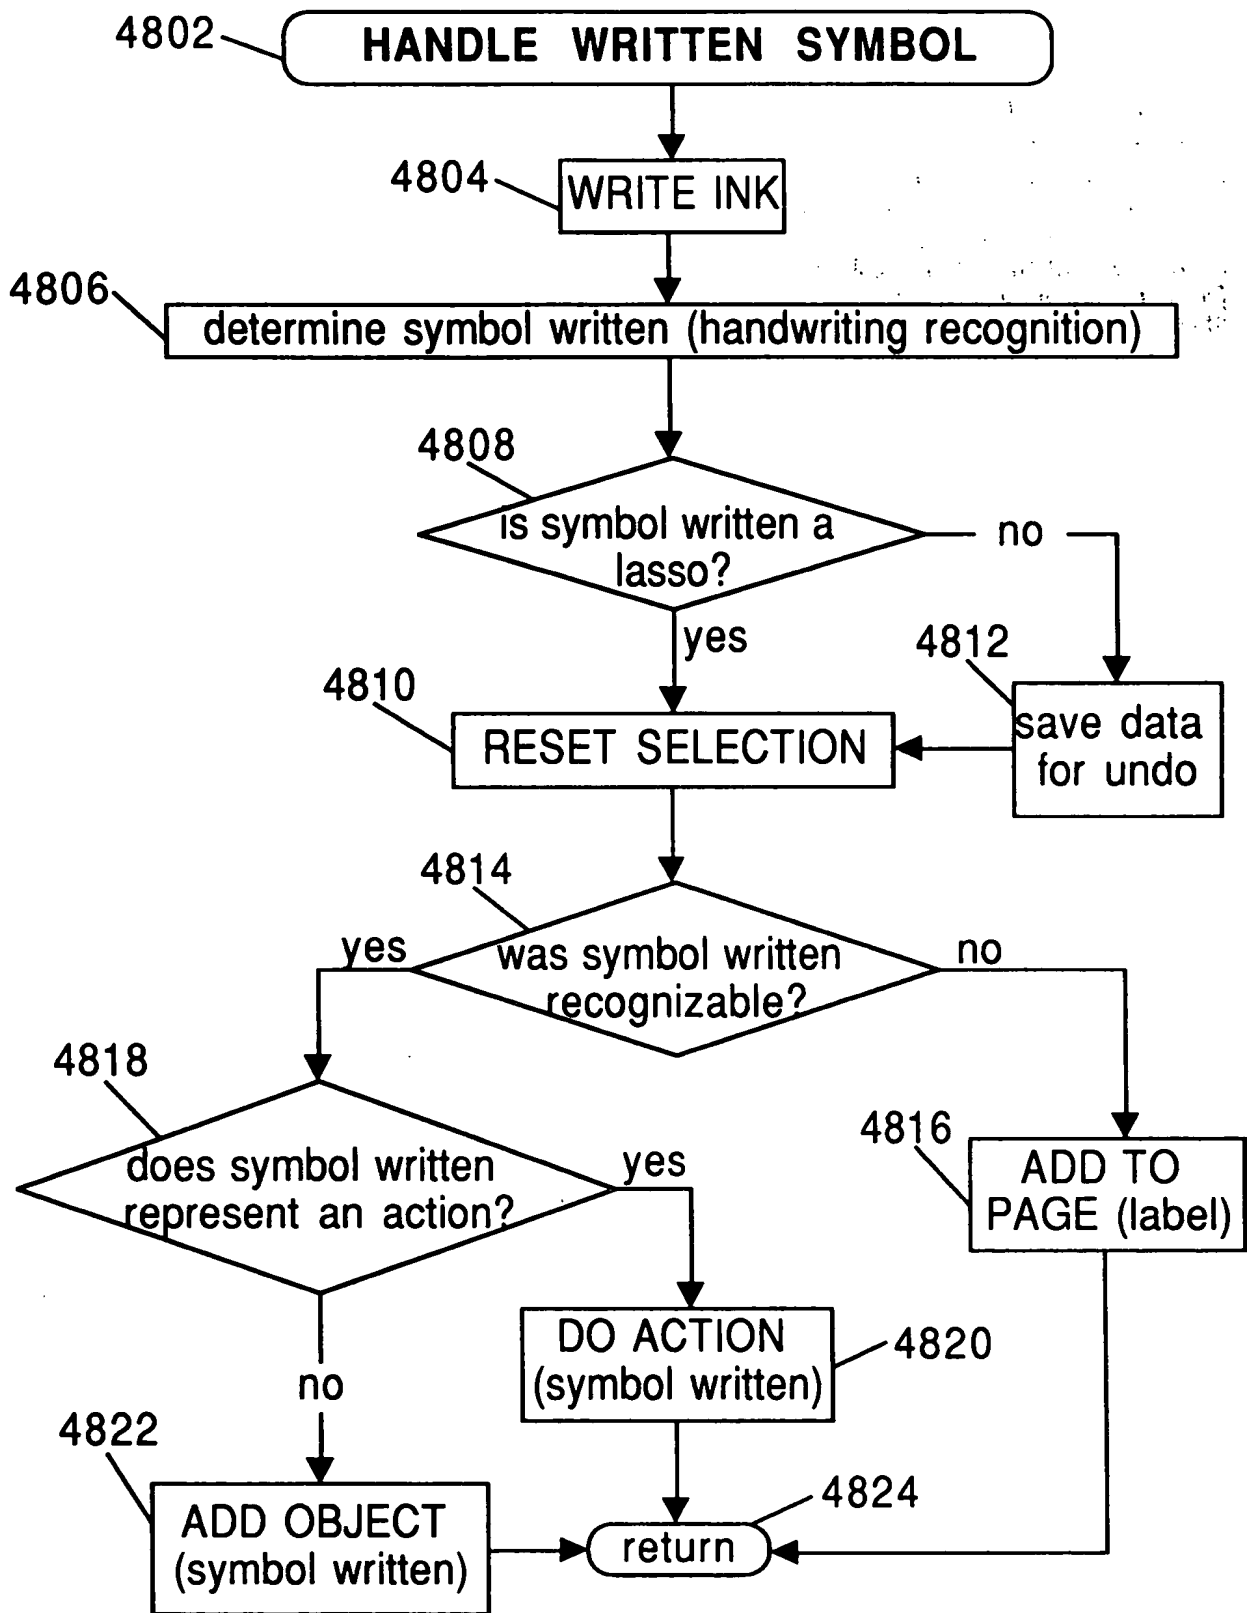 4802
HANDLE WRITTEN SYMBOL
4804
WRITE INK
4806
determine symbol written (handwriting recognition)
4808
is symbol written a
lasso?
no
yes
4812
save data
for undo
4810
RESET SELECTION
4814
was symbol written
recognizable?
yes
no
4818
does symbol written
represent an action?
yes
4816
ADD TO
PAGE (label)
no
DO ACTION
(symbol written)
4820
4822
ADD OBJECT
(symbol written)
4824
return